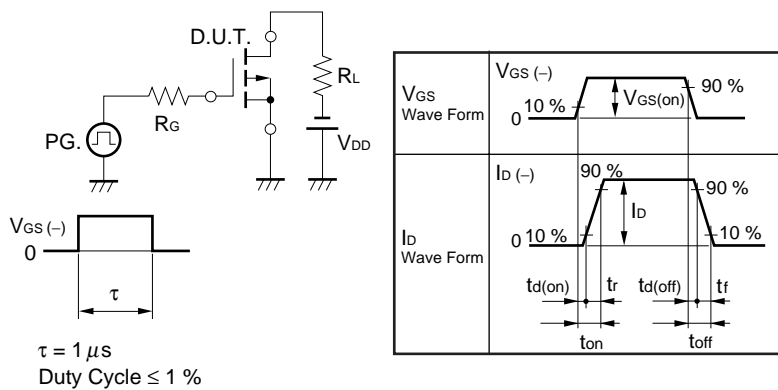 D.U.T.
RL
RG
PG.
VDD
VGS (−)
0
τ
τ = 1 μs
Duty Cycle ≤ 1 %
VGS
Wave Form
VGS (−)
10 %
0
VGS(on)
90 %
ID
Wave Form
ID (−)
90 %
90 %
ID
0 10 %
10 %
td(on) tr td(off) tf
ton toff